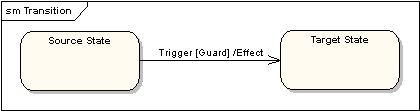 sm Transition
Source State
Trigger [Guard] /Effect
Target State